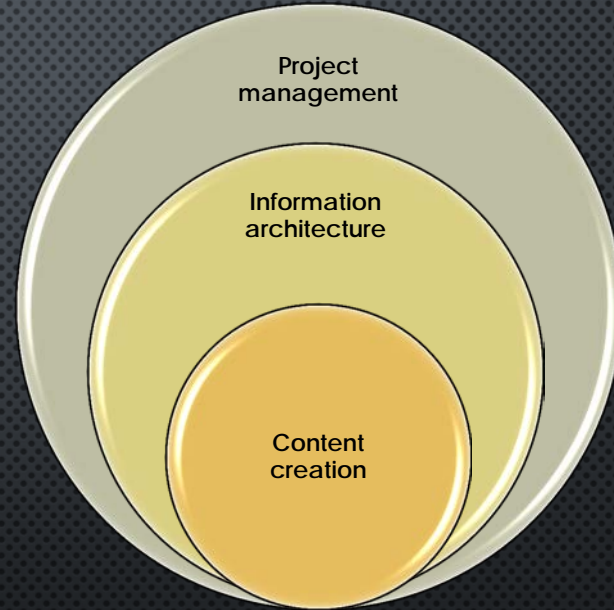 Project
management
Information
architecture
Content
creation